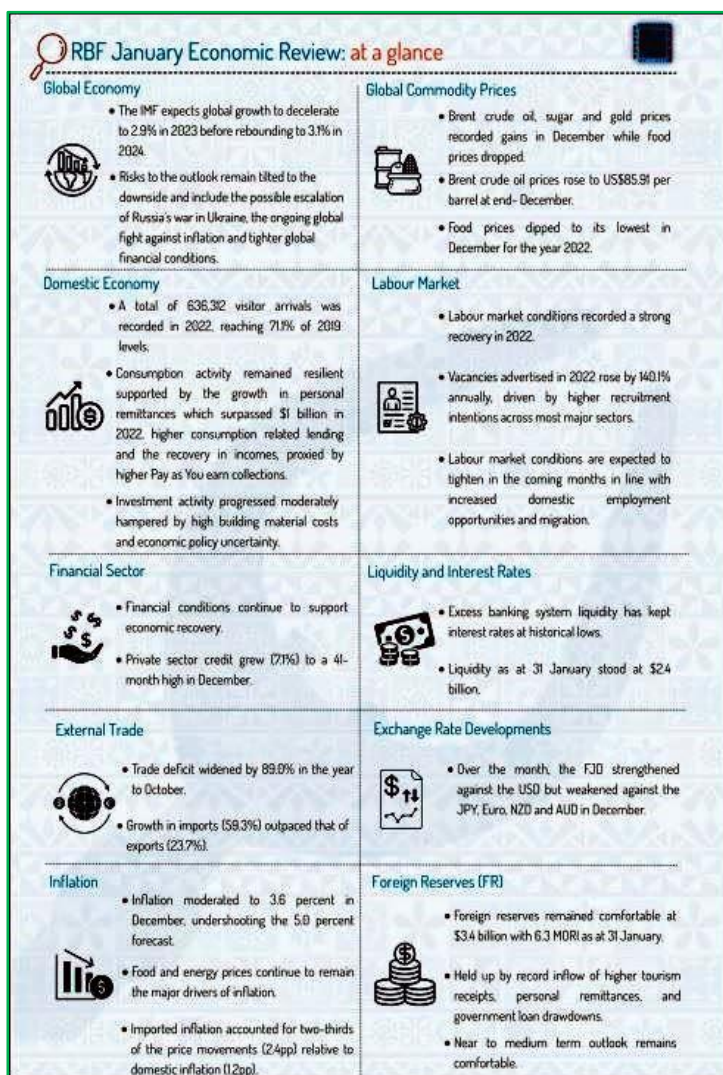 RBF January Economic Review: at a glance
Global Economy
• The IMF expects global growth to decelerate
to 2.9% in 2023 before rebounding to 3.1% in
2024.
• Risks to the outlook remain tilted to the
downside and include the possible escalation
of Russia's war in Ukraine, the ongoing global
fight against inflation and tighter global
financial conditions.
Global Commodity Prices
• Brent crude oil, sugar and gold prices
recorded gains in December while food
prices dropped.
• Brent crude oil prices rose to US$85.91 per
barrel at end- December.
• Food prices dipped to its lowest in
December for the year 2022.
Domestic Economy
• A total of 636,312 visitor arrivals was
recorded in 2022, reaching 71.1% of 2019
levels.
• Consumption activity remained resilient
supported by the growth in personal
remittances which surpassed $1 billion in
2022, higher consumption related lending
and the recovery in incomes, proxied by
higher Pay as You earn collections.
• Investment activity progressed moderately
hampered by high building material costs
and economic policy uncertainty.
Labour Market
• Labour market conditions recorded a strong
recovery in 2022.
• Vacancies advertised in 2022 rose by 140.1%
annually, driven by higher recruitment
intentions across most major sectors.
• Labour market conditions are expected to
tighten in the coming months in line with
increased domestic employment
opportunities and migration.
Financial Sector
• Financial conditions continue to support
economic recovery.
• Private sector credit grew (7.1%) to a 41-
month high in December.
Liquidity and Interest Rates
• Excess banking system liquidity has kept
interest rates at historical lows.
• Liquidity as at 31 January stood at $2.4
billion.
External Trade
• Trade deficit widened by 89.0% in the year
to October.
• Growth in imports (59.3%) outpaced that of
exports (23.7%).
Exchange Rate Developments
• Over the month, the FJD strengthened
against the USD but weakened against the
JPY, Euro, NZD and AUD in December.
Inflation
• Inflation moderated to 3.6 percent in
December, undershooting the 5.0 percent
forecast.
• Food and energy prices continue to remain
the major drivers of inflation.
• Imported inflation accounted for two-thirds
of the price movements (2.4pp) relative to
domestic inflation (1.2pp).
Foreign Reserves (FR)
• Foreign reserves remained comfortable at
$3.4 billion with 6.3 MORI as at 31 January.
• Held up by record inflow of higher tourism
receipts, personal remittances, and
government loan drawdowns.
• Near to medium term outlook remains
comfortable.